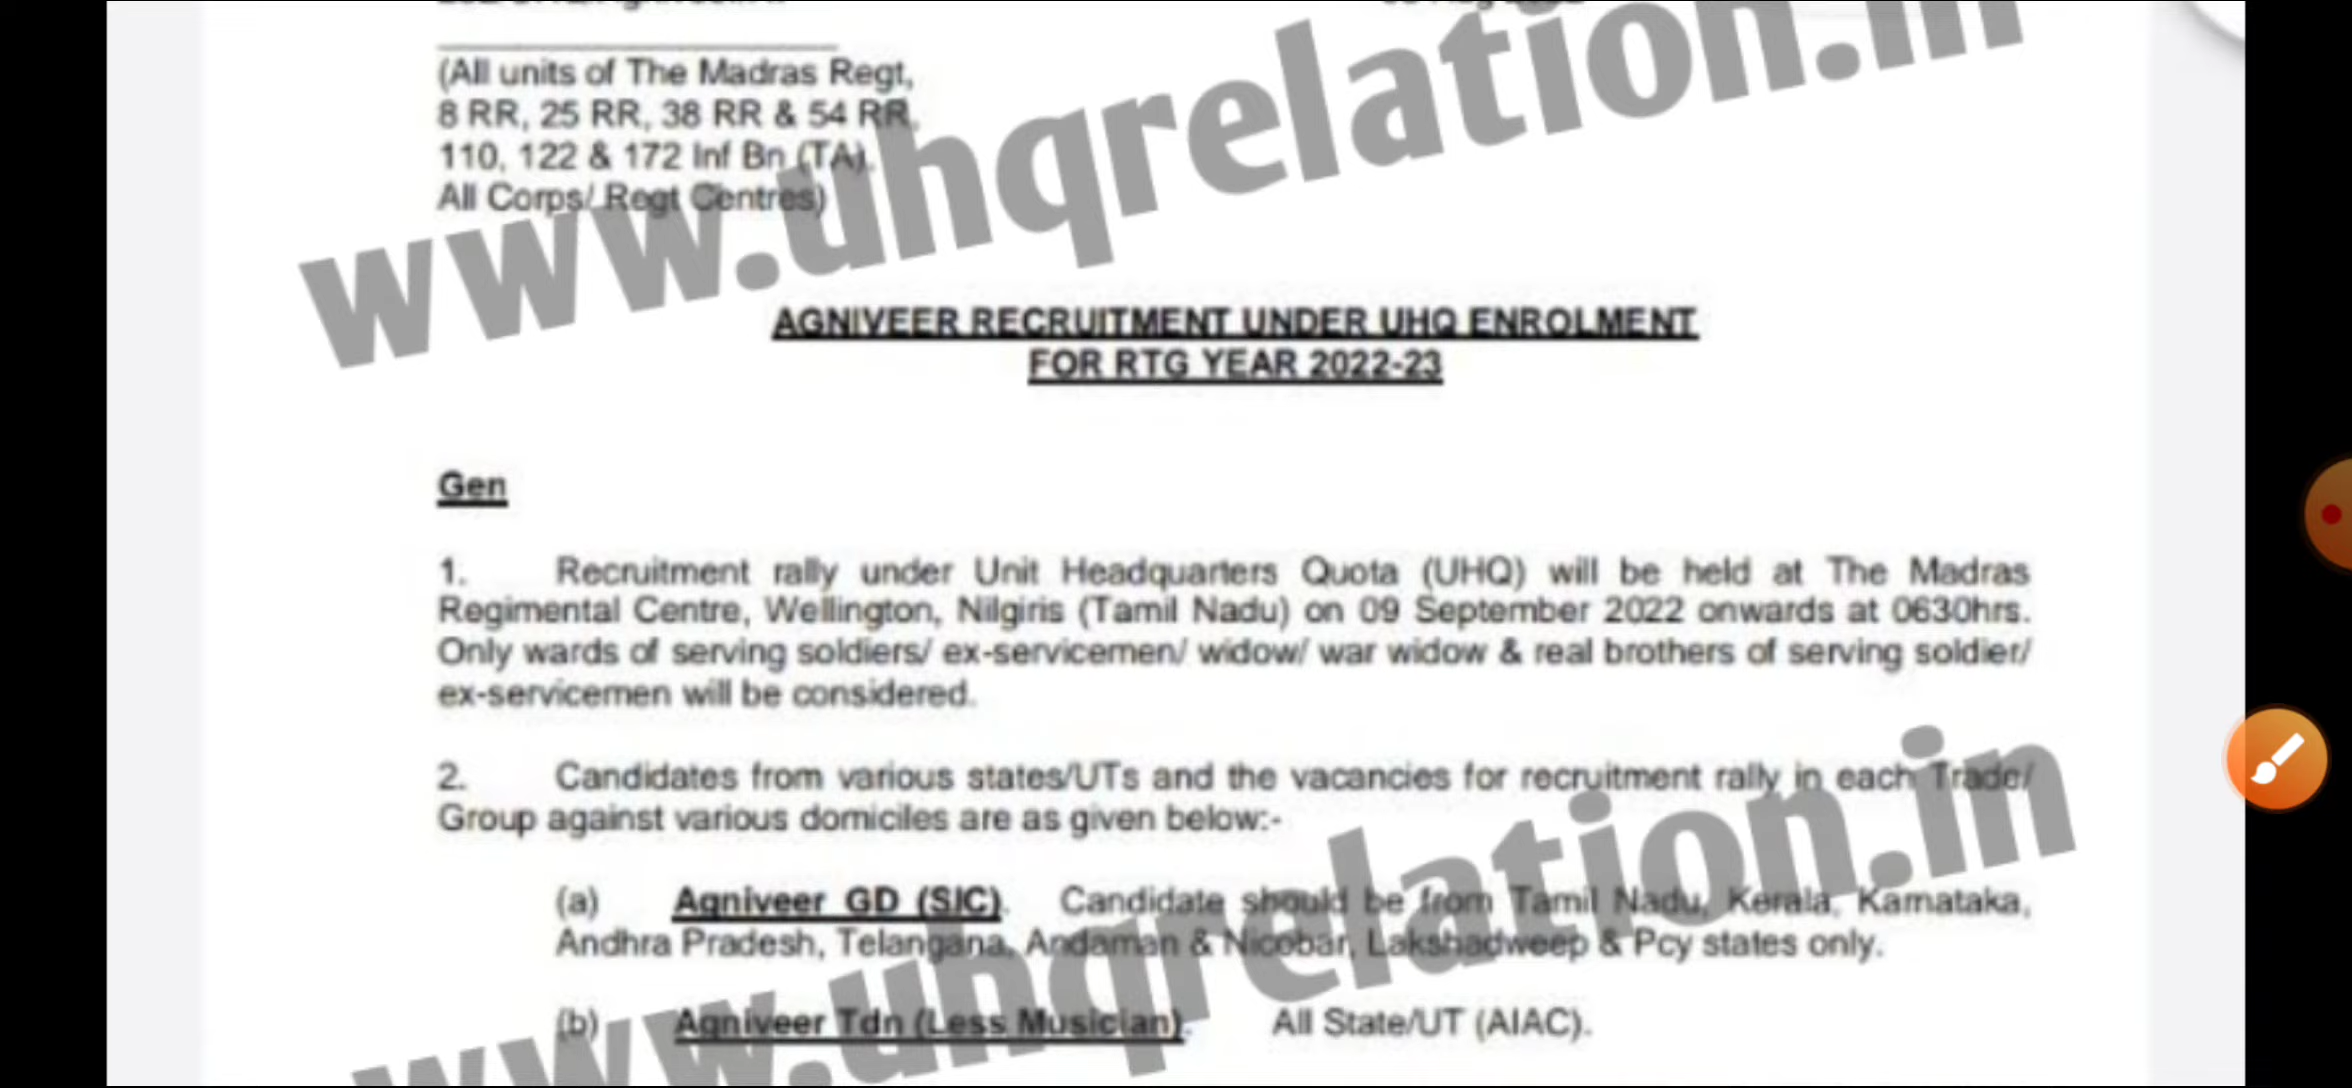 (All units of The Madras Regt,
8 RR, 25 RR, 38 RR & 54 RR,
110, 122 & 172 Inf Bn (TA),
All Corps/ Regt Centres)
www.uhqrelation.in
AGNIVEER RECRUITMENT UNDER UHQ ENROLMENT
FOR RTG YEAR 2022-23
Gen
1. Recruitment rally under Unit Headquarters Quota (UHQ) will be held at The Madras
Regimental Centre, Wellington, Nilgiris (Tamil Nadu) on 09 September 2022 onwards at 0630hrs.
Only wards of serving soldiers/ ex-servicemen/ widow/ war widow & real brothers of serving soldier/
ex-servicemen will be considered.
2. Candidates from various states/UTs and the vacancies for recruitment rally in each Trade/
Group against various domiciles are as given below:-
(a) Agniveer GD (SIC). Candidate should be from Tamil Nadu, Kerala, Karnataka,
Andhra Pradesh, Telangana, Andaman & Nicobar, Lakshadweep & Pcy states only.
(b) Agniveer Tdn (Less Musician). All State/UT (AIAC).
www.uhqrelation.in